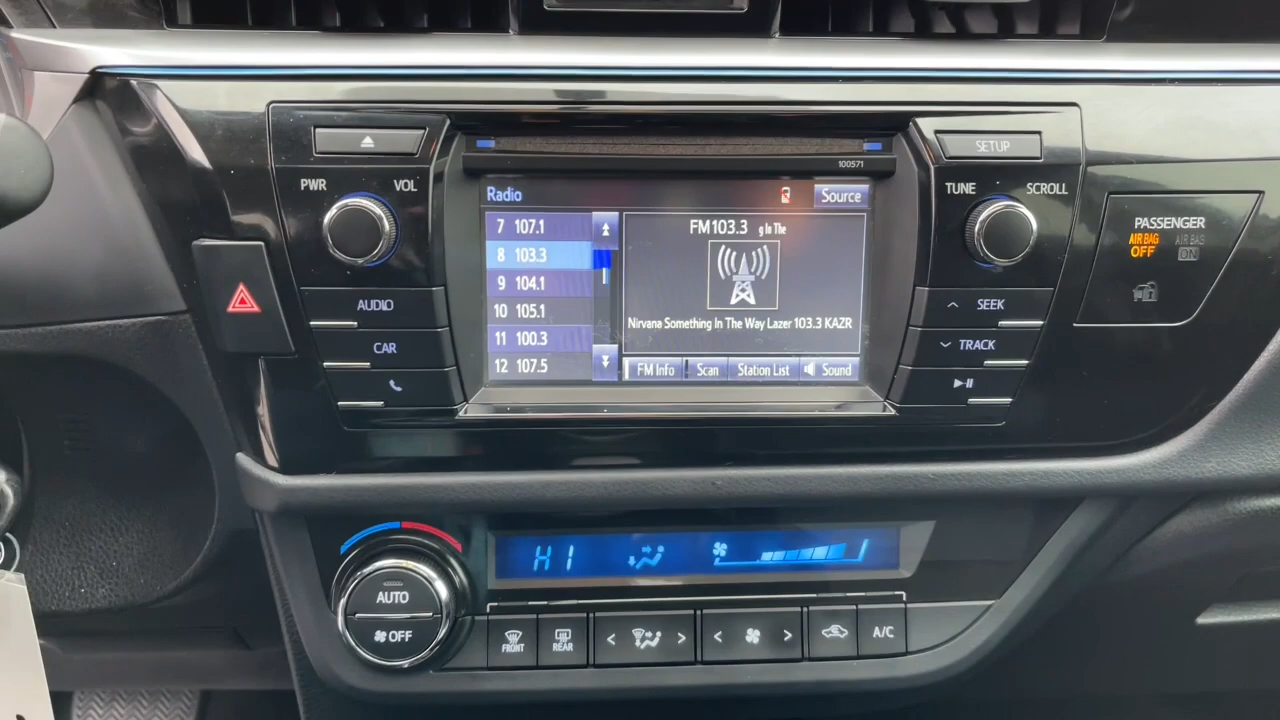 100571
SETUP
PWR VOL
TUNE SCROLL
Radio
Source
7 107.1
8 103.3
9 104.1
10 105.1
11 100.3
12 107.5
FM103.3 g In The
Nirvana Something In The Way Lazer 103.3 KAZR
FM Info Scan Station List Sound
AUDIO
CAR
SEEK
TRACK
PASSENGER
AIR BAG OFF
AIR BAG ON
HI
AUTO
OFF
FRONT
REAR
A/C